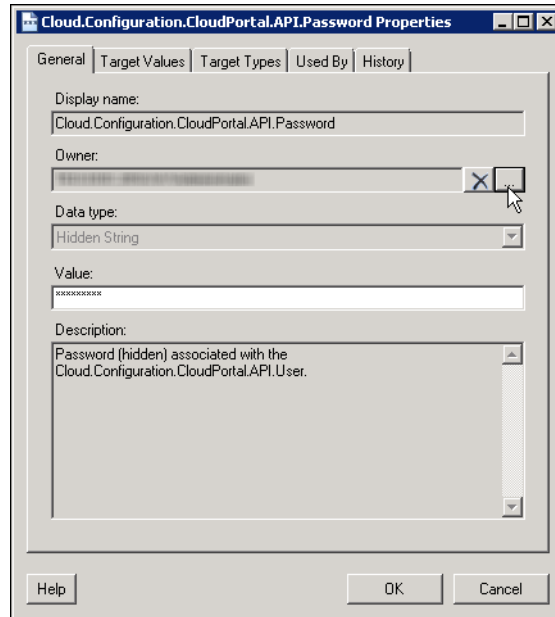 Cloud.Configuration.CloudPortal.API.Password Properties
General Target Values Target Types Used By History
Display name:
Cloud.Configuration.CloudPortal.API.Password
Owner:
...
Data type:
Hidden String
Value:
*********
Description:
Password (hidden) associated with the
Cloud.Configuration.CloudPortal.API.User.
Help OK Cancel